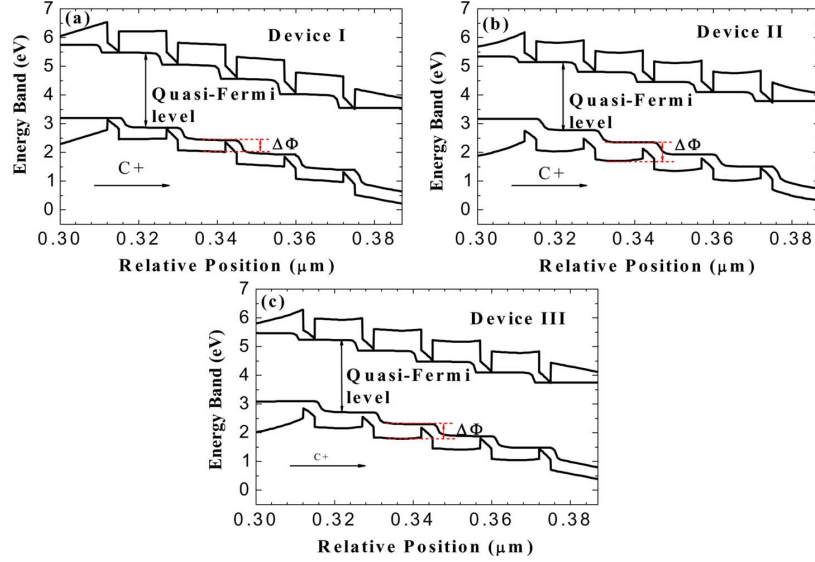 (a)
Device I
Quasi-Fermi
level
ΔΦ
C+
Energy Band (eV)
7
6
5
4
3
2
1
0
0.30 0.32 0.34 0.36 0.38
Relative Position (μm)
(b)
Device II
Quasi-Fermi
level
ΔΦ
C+
Energy Band (eV)
7
6
5
4
3
2
1
0
0.30 0.32 0.34 0.36 0.38
Relative Position (μm)
(c)
Device III
Quasi-Fermi
level
ΔΦ
C+
Energy Band (eV)
7
6
5
4
3
2
1
0
0.30 0.32 0.34 0.36 0.38
Relative Position (μm)